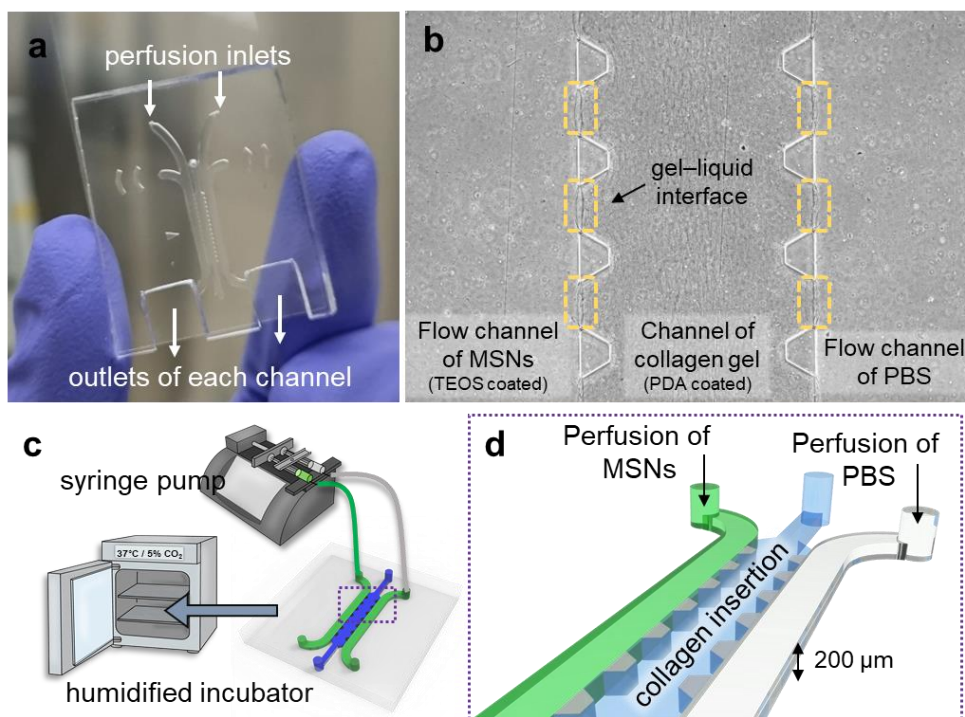 a
perfusion inlets
outlets of each channel
b
gel–liquid
interface
Flow channel
of MSNs
(TEOS coated)
Channel of
collagen gel
(PDA coated)
Flow channel
of PBS
c
syringe pump
37°C / 5% CO₂
humidified incubator
d
Perfusion of
MSNs
Perfusion of
PBS
collagen insertion
200 µm